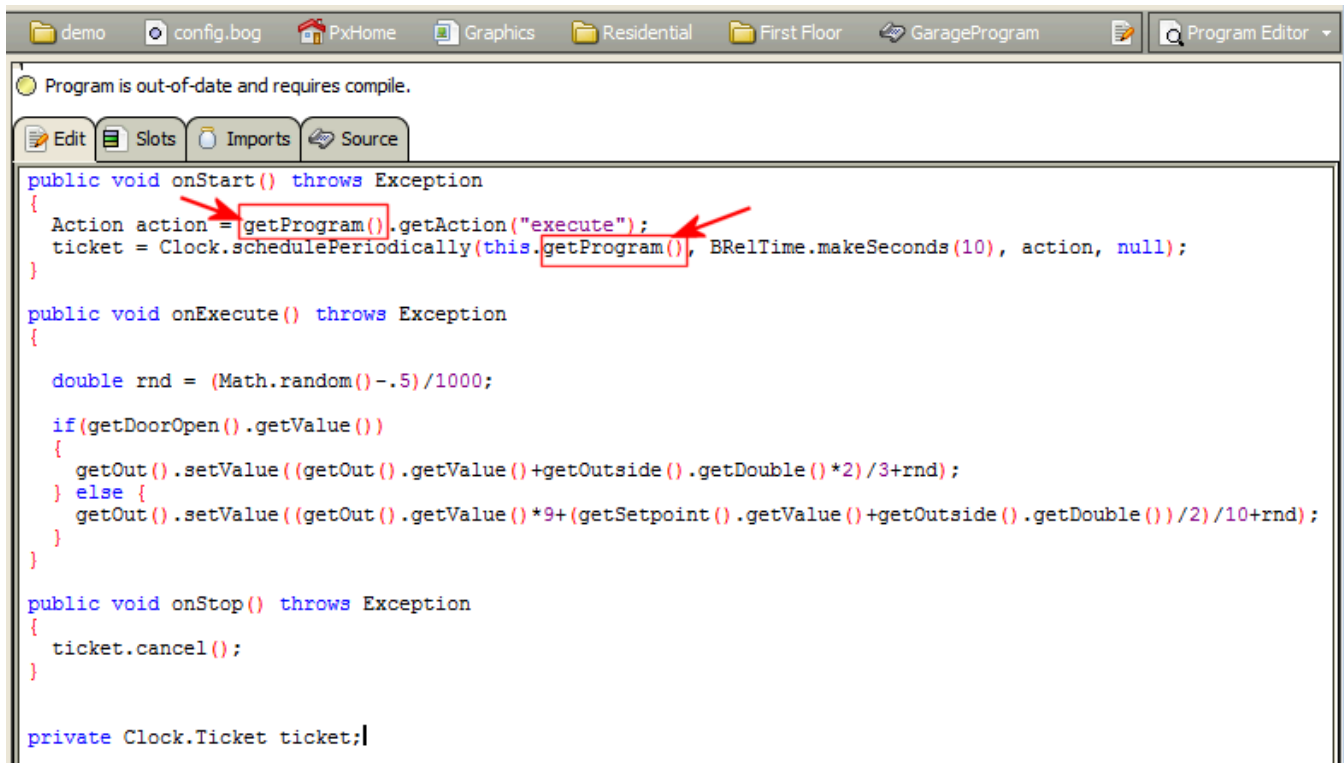 demo config.bog PxHome Graphics Residential First Floor GarageProgram Program Editor
Program is out-of-date and requires compile.
Edit Slots Imports Source
public void onStart() throws Exception
{
Action action = getProgram().getAction("execute");
ticket = Clock.schedulePeriodically(this.getProgram(), BRelTime.makeSeconds(10), action, null);
}
public void onExecute() throws Exception
{
double rnd = (Math.random()-.5)/1000;
if(getDoorOpen().getValue())
{
getOut().setValue((getOut().getValue()+getOutside().getDouble()*2)/3+rnd);
} else {
getOut().setValue((getOut().getValue()*9+(getSetpoint().getValue()+getOutside().getDouble())/2)/10+rnd);
}
}
public void onStop() throws Exception
{
ticket.cancel();
}
private Clock.Ticket ticket;